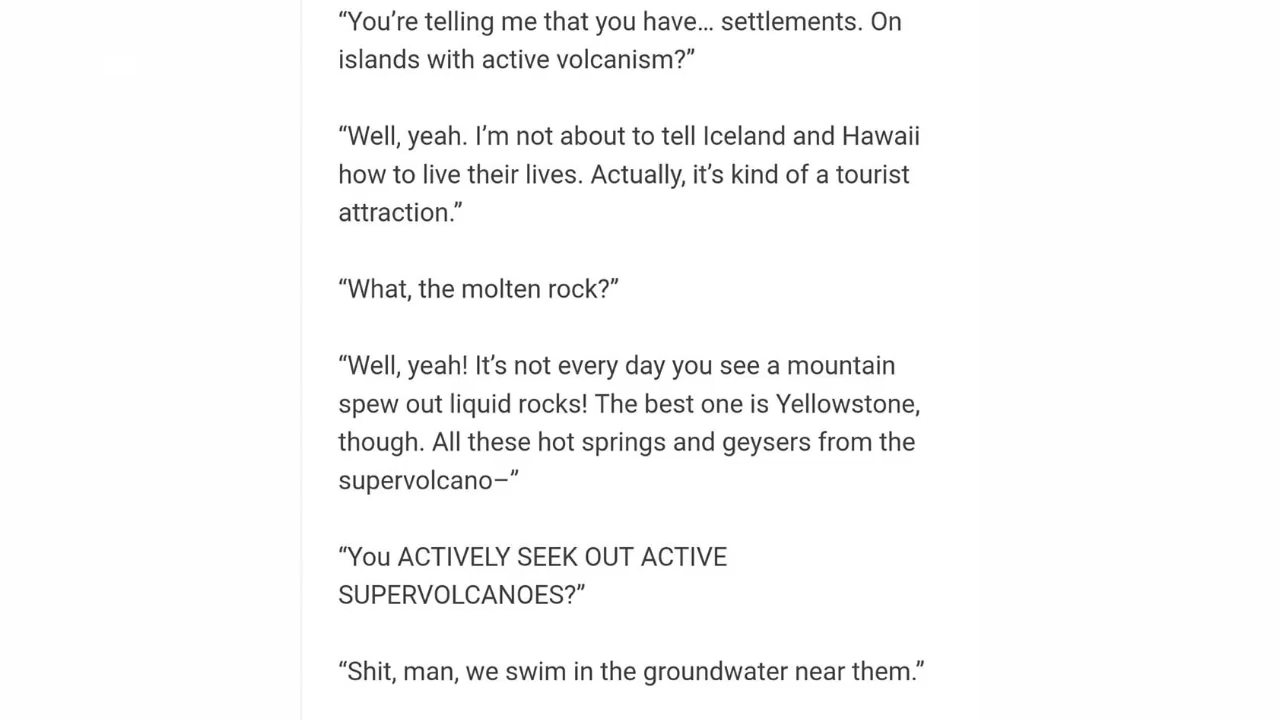 “You’re telling me that you have… settlements. On
islands with active volcanism?”
“Well, yeah. I’m not about to tell Iceland and Hawaii
how to live their lives. Actually, it’s kind of a tourist
attraction.”
“What, the molten rock?”
“Well, yeah! It’s not every day you see a mountain
spew out liquid rocks! The best one is Yellowstone,
though. All these hot springs and geysers from the
supervolcano–”
“You ACTIVELY SEEK OUT ACTIVE
SUPERVOLCANOES?”
“Shit, man, we swim in the groundwater near them.”